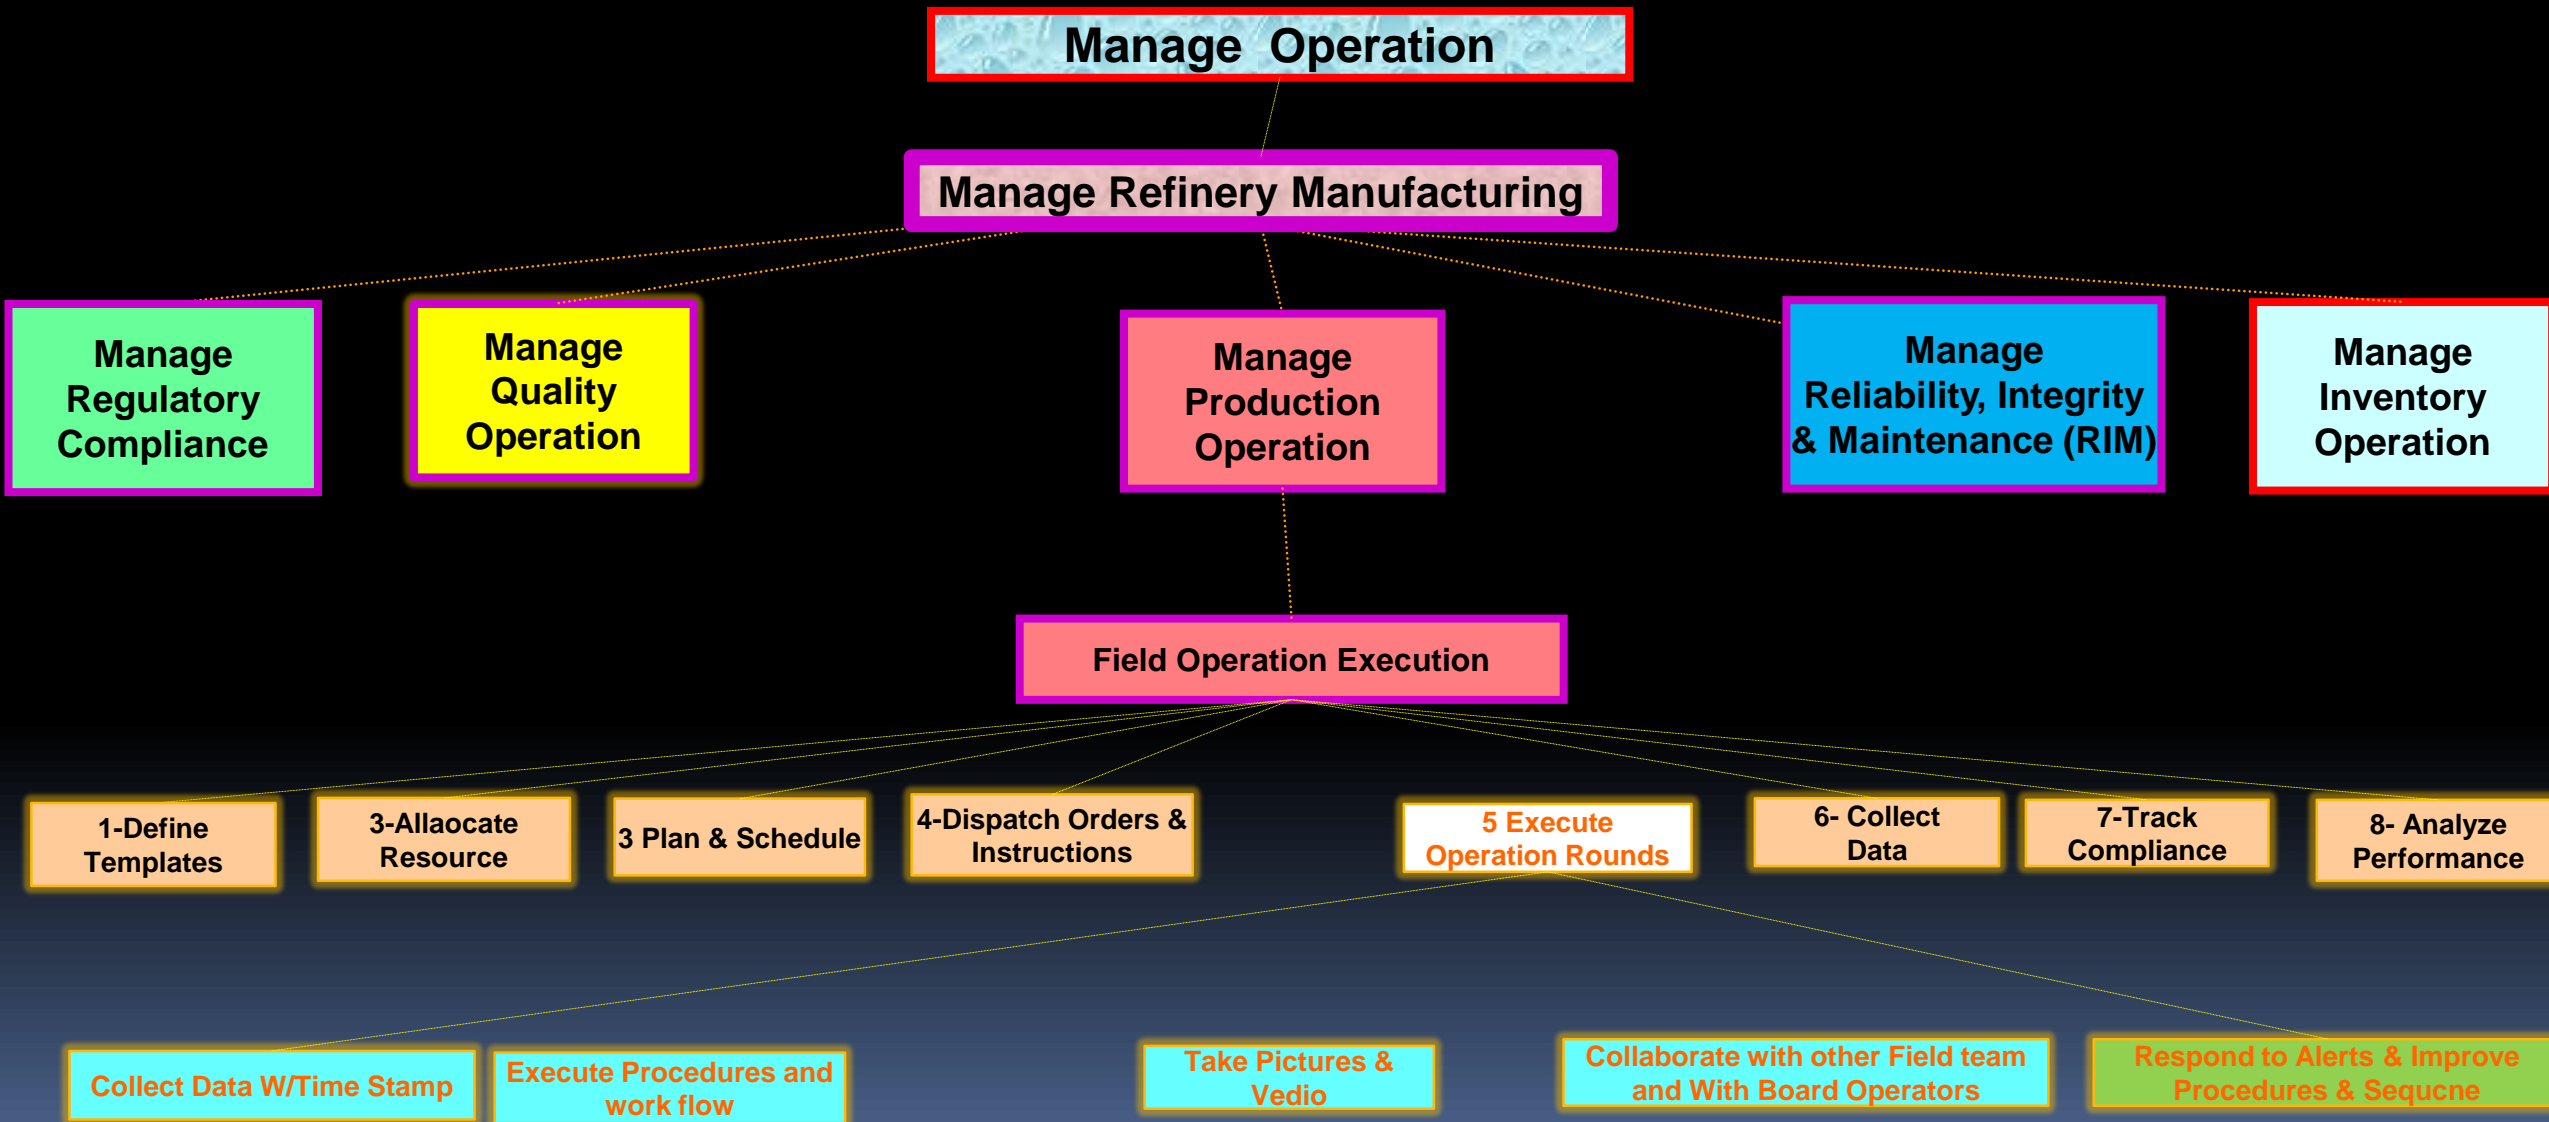 Manage Operation
Manage Refinery Manufacturing
Manage
Regulatory
Compliance
Manage
Quality
Operation
Manage
Production
Operation
Manage
Reliability, Integrity
& Maintenance (RIM)
Manage
Inventory
Operation
Field Operation Execution
1-Define
Templates
3-Allaocate
Resource
3 Plan & Schedule
4-Dispatch Orders &
Instructions
5 Execute
Operation Rounds
6- Collect
Data
7-Track
Compliance
8- Analyze
Performance
Collect Data W/Time Stamp
Execute Procedures and
work flow
Take Pictures &
Vedio
Collaborate with other Field team
and With Board Operators
Respond to Alerts & Improve
Procedures & Sequcne